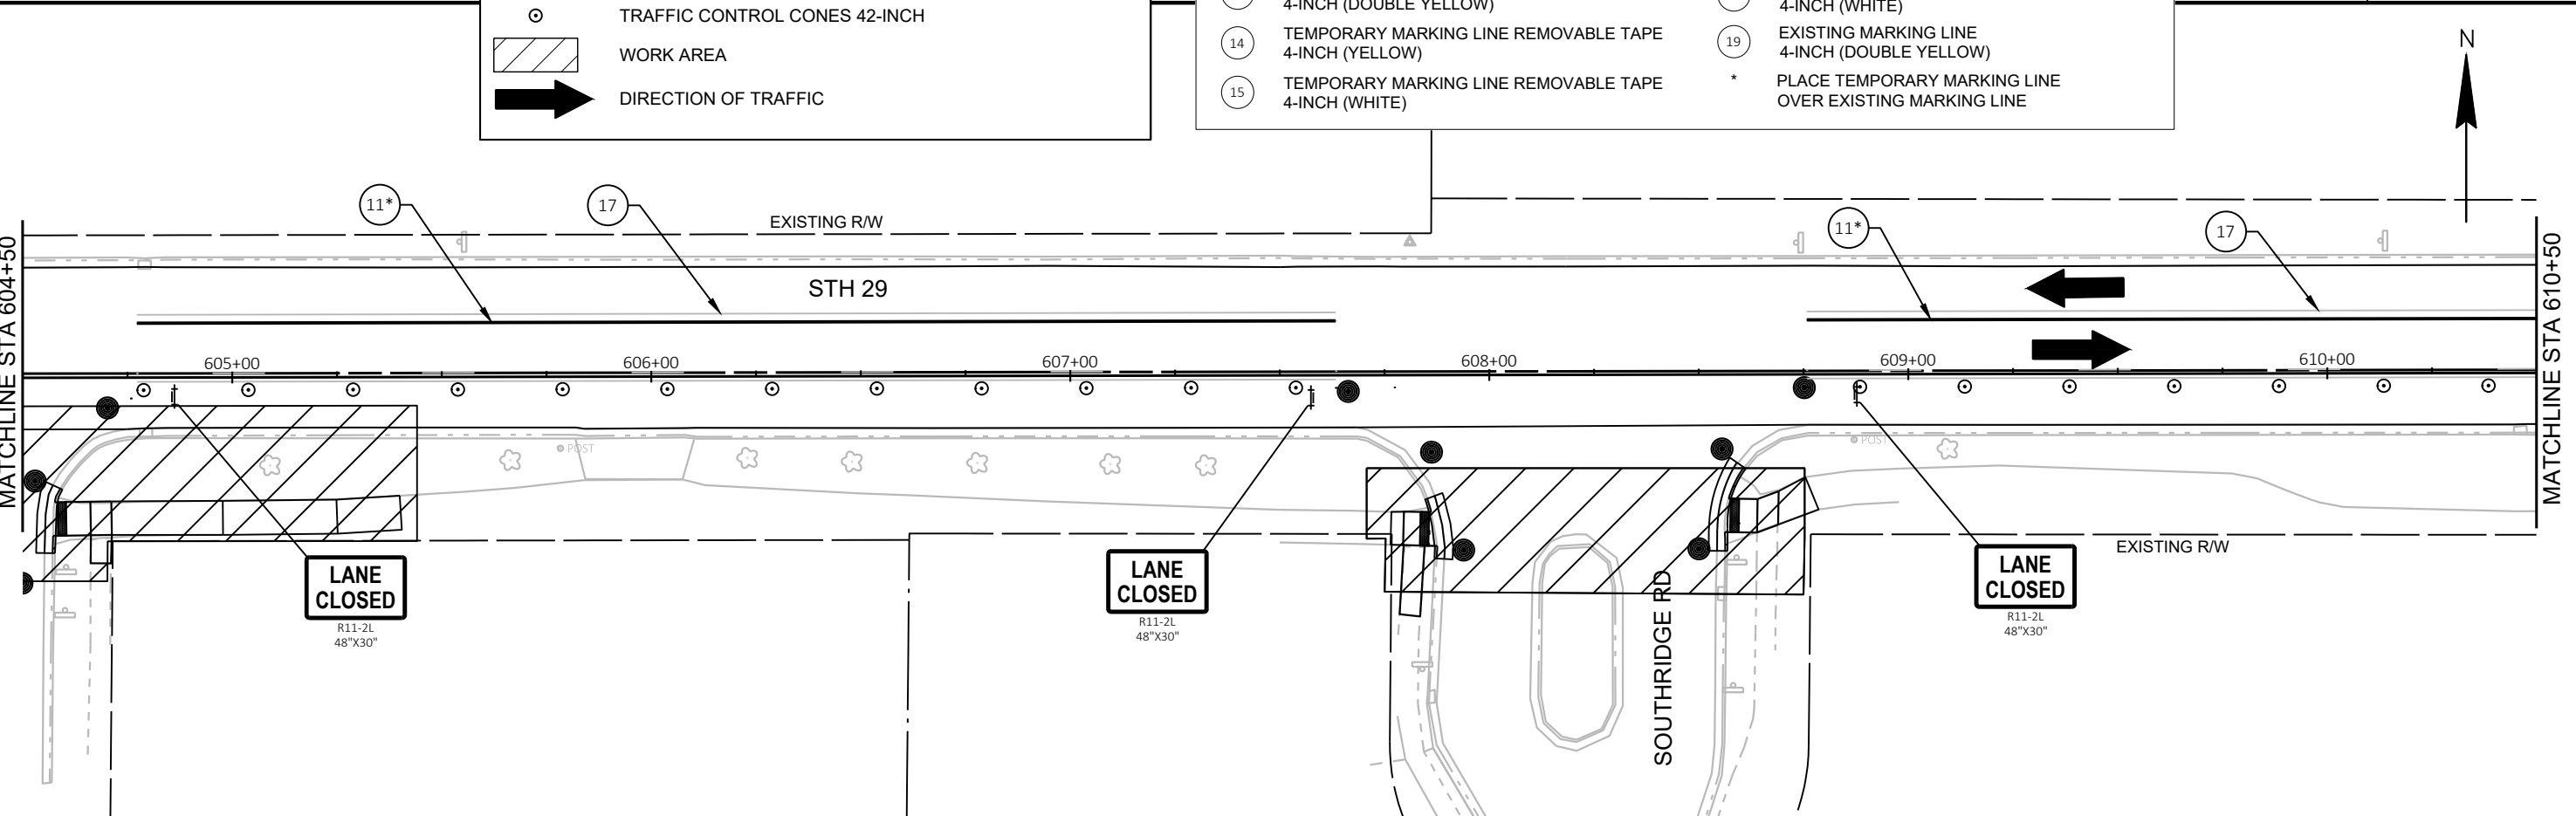 TRAFFIC CONTROL CONES 42-INCH
WORK AREA
DIRECTION OF TRAFFIC
4-INCH (DOUBLE YELLOW)
14
TEMPORARY MARKING LINE REMOVABLE TAPE
4-INCH (YELLOW)
15
TEMPORARY MARKING LINE REMOVABLE TAPE
4-INCH (WHITE)
4-INCH (WHITE)
19
EXISTING MARKING LINE
4-INCH (DOUBLE YELLOW)
* PLACE TEMPORARY MARKING LINE
OVER EXISTING MARKING LINE
N
MATCHLINE STA 604+50
11*
17
EXISTING R/W
11*
17
STH 29
MATCHLINE STA 610+50
605+00
606+00
607+00
608+00
609+00
610+00
POST
POST
EXISTING R/W
LANE
CLOSED
R11-2L
48"X30"
LANE
CLOSED
R11-2L
48"X30"
SOUTHRIDGE RD
LANE
CLOSED
R11-2L
48"X30"